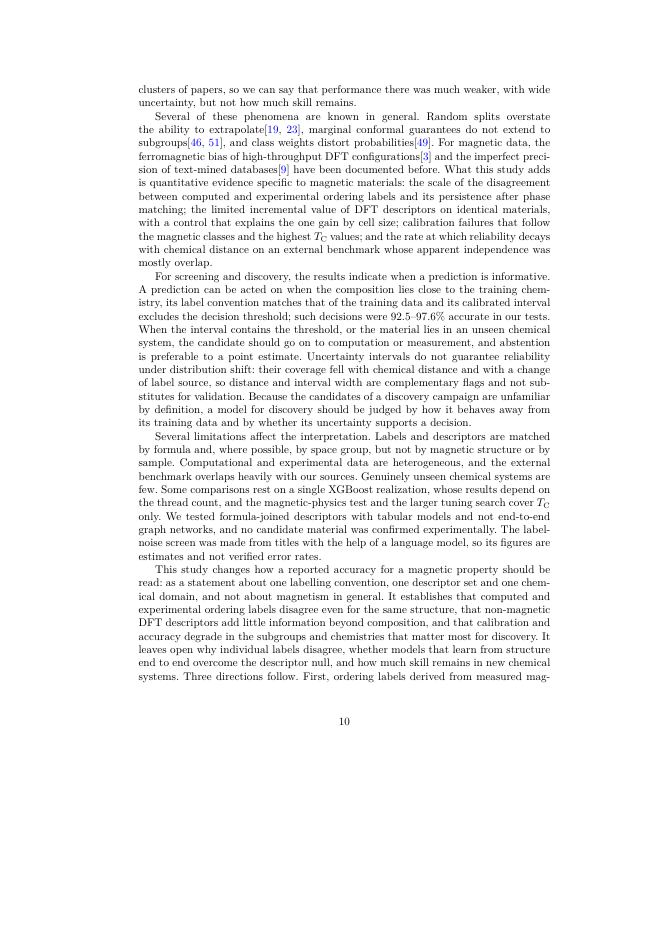 clusters of papers, so we can say that performance there was much weaker, with wide
uncertainty, but not how much skill remains.
Several of these phenomena are known in general. Random splits overstate
the ability to extrapolate[19, 23], marginal conformal guarantees do not extend to
subgroups[46, 51], and class weights distort probabilities[49]. For magnetic data, the
ferromagnetic bias of high-throughput DFT configurations[3] and the imperfect preci-
sion of text-mined databases[9] have been documented before. What this study adds
is quantitative evidence specific to magnetic materials: the scale of the disagreement
between computed and experimental ordering labels and its persistence after phase
matching; the limited incremental value of DFT descriptors on identical materials,
with a control that explains the one gain by cell size; calibration failures that follow
the magnetic classes and the highest TC values; and the rate at which reliability decays
with chemical distance on an external benchmark whose apparent independence was
mostly overlap.
For screening and discovery, the results indicate when a prediction is informative.
A prediction can be acted on when the composition lies close to the training chem-
istry, its label convention matches that of the training data and its calibrated interval
excludes the decision threshold; such decisions were 92.5–97.6% accurate in our tests.
When the interval contains the threshold, or the material lies in an unseen chemical
system, the candidate should go on to computation or measurement, and abstention
is preferable to a point estimate. Uncertainty intervals do not guarantee reliability
under distribution shift: their coverage fell with chemical distance and with a change
of label source, so distance and interval width are complementary flags and not sub-
stitutes for validation. Because the candidates of a discovery campaign are unfamiliar
by definition, a model for discovery should be judged by how it behaves away from
its training data and by whether its uncertainty supports a decision.
Several limitations affect the interpretation. Labels and descriptors are matched
by formula and, where possible, by space group, but not by magnetic structure or by
sample. Computational and experimental data are heterogeneous, and the external
benchmark overlaps heavily with our sources. Genuinely unseen chemical systems are
few. Some comparisons rest on a single XGBoost realization, whose results depend on
the thread count, and the magnetic-physics test and the larger tuning search cover TC
only. We tested formula-joined descriptors with tabular models and not end-to-end
graph networks, and no candidate material was confirmed experimentally. The label-
noise screen was made from titles with the help of a language model, so its figures are
estimates and not verified error rates.
This study changes how a reported accuracy for a magnetic property should be
read: as a statement about one labelling convention, one descriptor set and one chem-
ical domain, and not about magnetism in general. It establishes that computed and
experimental ordering labels disagree even for the same structure, that non-magnetic
DFT descriptors add little information beyond composition, and that calibration and
accuracy degrade in the subgroups and chemistries that matter most for discovery. It
leaves open why individual labels disagree, whether models that learn from structure
end to end overcome the descriptor null, and how much skill remains in new chemical
systems. Three directions follow. First, ordering labels derived from measured mag-
10